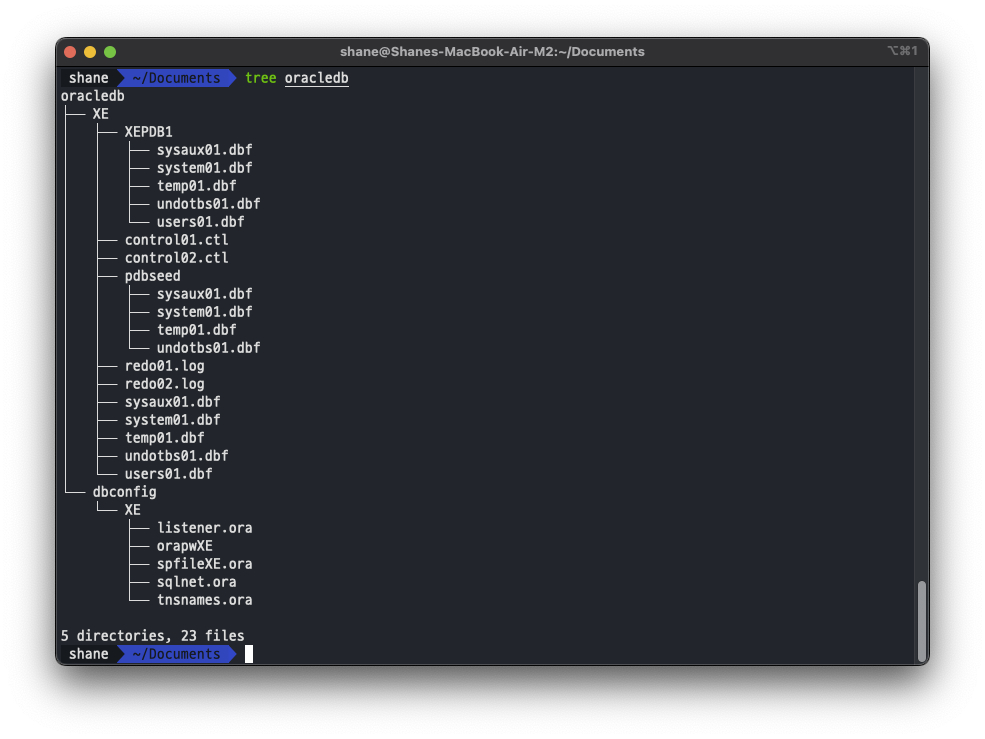 shane@Shanes-MacBook-Air-M2:~/Documents ⌥⌘1
shane ~/Documents tree oracledb
oracledb
├── XE
│   ├── XEPDB1
│   │   ├── sysaux01.dbf
│   │   ├── system01.dbf
│   │   ├── temp01.dbf
│   │   ├── undotbs01.dbf
│   │   └── users01.dbf
│   ├── control01.ctl
│   ├── control02.ctl
│   ├── pdbseed
│   │   ├── sysaux01.dbf
│   │   ├── system01.dbf
│   │   ├── temp01.dbf
│   │   └── undotbs01.dbf
│   ├── redo01.log
│   ├── redo02.log
│   ├── sysaux01.dbf
│   ├── system01.dbf
│   ├── temp01.dbf
│   ├── undotbs01.dbf
│   └── users01.dbf
└── dbconfig
    └── XE
        ├── listener.ora
        ├── orapwXE
        ├── spfileXE.ora
        ├── sqlnet.ora
        └── tnsnames.ora
5 directories, 23 files
shane ~/Documents